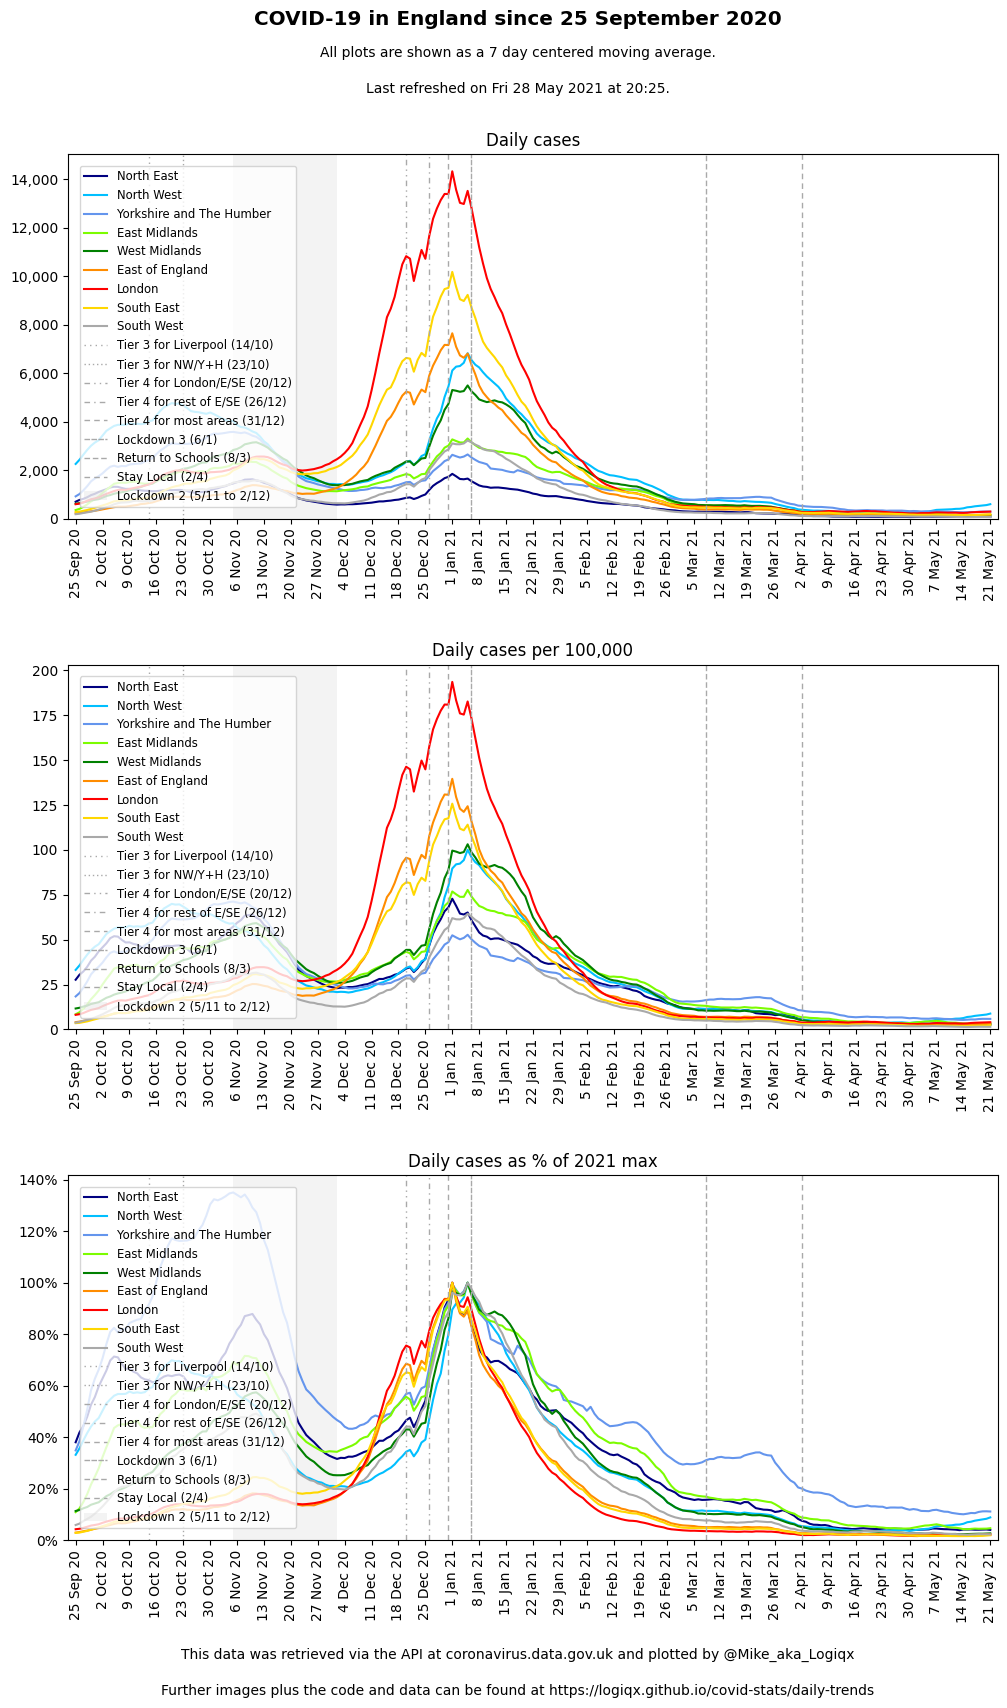 COVID-19 in England since 25 September 2020
All plots are shown as a 7 day centered moving average.
Last refreshed on Fri 28 May 2021 at 20:25.
Daily cases
14,000
12,000
10,000
8,000
6,000
4,000
2,000
0
North East
North West
Yorkshire and The Humber
East Midlands
West Midlands
East of England
London
South East
South West
Tier 3 for Liverpool (14/10)
Tier 3 for NW/Y+H (23/10)
Tier 4 for London/E/SE (20/12)
Tier 4 for rest of E/SE (26/12)
Tier 4 for most areas (31/12)
Lockdown 3 (6/1)
Return to Schools (8/3)
Stay Local (2/4)
Lockdown 2 (5/11 to 2/12)
25 Sep 20
2 Oct 20
9 Oct 20
16 Oct 20
23 Oct 20
30 Oct 20
6 Nov 20
13 Nov 20
20 Nov 20
27 Nov 20
4 Dec 20
11 Dec 20
18 Dec 20
25 Dec 20
1 Jan 21
8 Jan 21
15 Jan 21
22 Jan 21
29 Jan 21
5 Feb 21
12 Feb 21
19 Feb 21
26 Feb 21
5 Mar 21
12 Mar 21
19 Mar 21
26 Mar 21
2 Apr 21
9 Apr 21
16 Apr 21
23 Apr 21
30 Apr 21
7 May 21
14 May 21
21 May 21
Daily cases per 100,000
200
175
150
125
100
75
50
25
0
North East
North West
Yorkshire and The Humber
East Midlands
West Midlands
East of England
London
South East
South West
Tier 3 for Liverpool (14/10)
Tier 3 for NW/Y+H (23/10)
Tier 4 for London/E/SE (20/12)
Tier 4 for rest of E/SE (26/12)
Tier 4 for most areas (31/12)
Lockdown 3 (6/1)
Return to Schools (8/3)
Stay Local (2/4)
Lockdown 2 (5/11 to 2/12)
25 Sep 20
2 Oct 20
9 Oct 20
16 Oct 20
23 Oct 20
30 Oct 20
6 Nov 20
13 Nov 20
20 Nov 20
27 Nov 20
4 Dec 20
11 Dec 20
18 Dec 20
25 Dec 20
1 Jan 21
8 Jan 21
15 Jan 21
22 Jan 21
29 Jan 21
5 Feb 21
12 Feb 21
19 Feb 21
26 Feb 21
5 Mar 21
12 Mar 21
19 Mar 21
26 Mar 21
2 Apr 21
9 Apr 21
16 Apr 21
23 Apr 21
30 Apr 21
7 May 21
14 May 21
21 May 21
Daily cases as % of 2021 max
140%
120%
100%
80%
60%
40%
20%
0%
North East
North West
Yorkshire and The Humber
East Midlands
West Midlands
East of England
London
South East
South West
Tier 3 for Liverpool (14/10)
Tier 3 for NW/Y+H (23/10)
Tier 4 for London/E/SE (20/12)
Tier 4 for rest of E/SE (26/12)
Tier 4 for most areas (31/12)
Lockdown 3 (6/1)
Return to Schools (8/3)
Stay Local (2/4)
Lockdown 2 (5/11 to 2/12)
25 Sep 20
2 Oct 20
9 Oct 20
16 Oct 20
23 Oct 20
30 Oct 20
6 Nov 20
13 Nov 20
20 Nov 20
27 Nov 20
4 Dec 20
11 Dec 20
18 Dec 20
25 Dec 20
1 Jan 21
8 Jan 21
15 Jan 21
22 Jan 21
29 Jan 21
5 Feb 21
12 Feb 21
19 Feb 21
26 Feb 21
5 Mar 21
12 Mar 21
19 Mar 21
26 Mar 21
2 Apr 21
9 Apr 21
16 Apr 21
23 Apr 21
30 Apr 21
7 May 21
14 May 21
21 May 21
This data was retrieved via the API at coronavirus.data.gov.uk and plotted by @Mike_aka_Logiqx
Further images plus the code and data can be found at https://logiqx.github.io/covid-stats/daily-trends